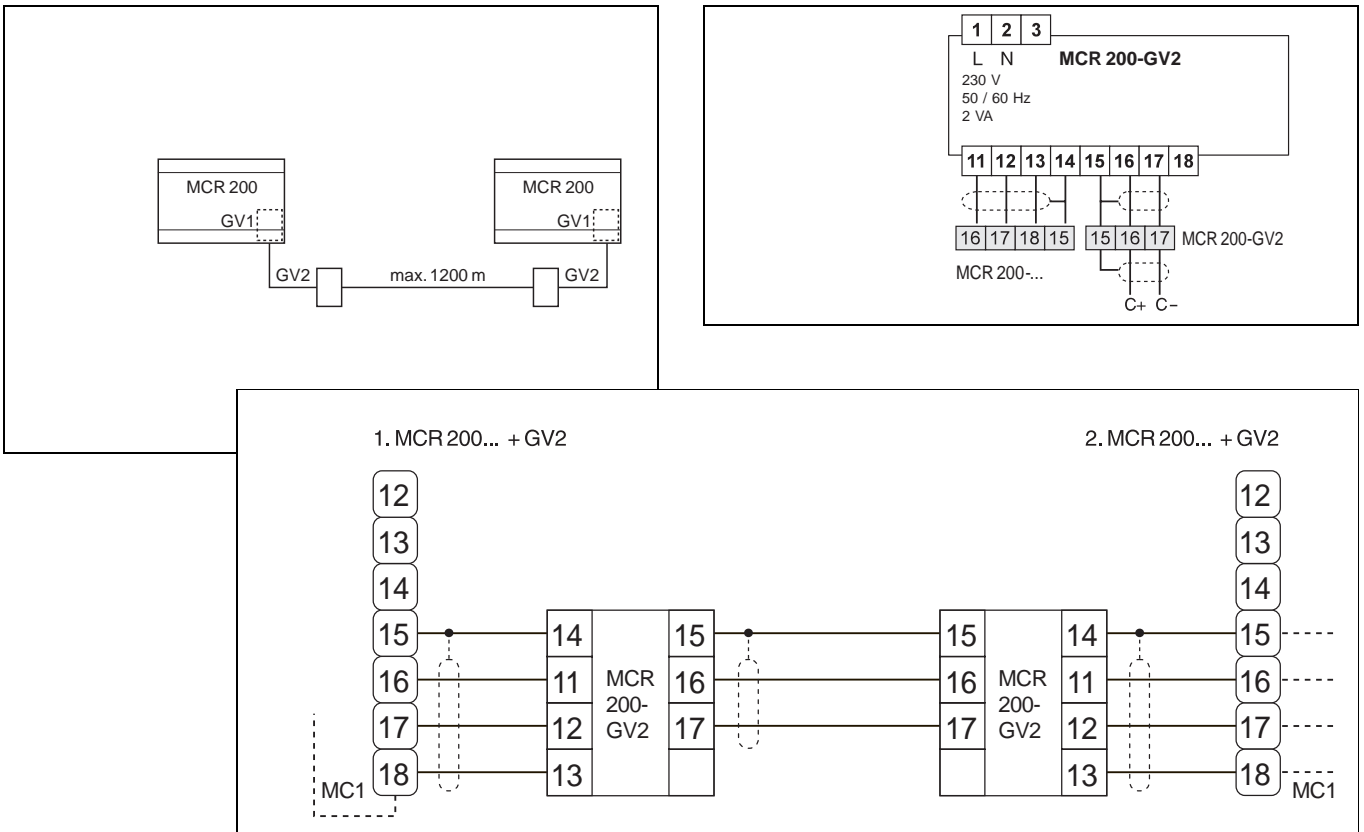 MCR 200 MCR 200
GV1 GV1
GV2 max. 1200 m GV2
1 2 3
L N MCR 200-GV2
230 V
50 / 60 Hz
2 VA
11 12 13 14 15 16 17 18
16 17 18 15 15 16 17 MCR 200-GV2
MCR 200-...
C+ C-
1. MCR 200... + GV2 2. MCR 200... + GV2
12 12
13 13
14 14
15 14 15 15 14 15
16 11 MCR 16 16 MCR 11 16
200- 200-
17 12 GV2 17 17 GV2 12 17
18 13 13 18
MC1 MC1